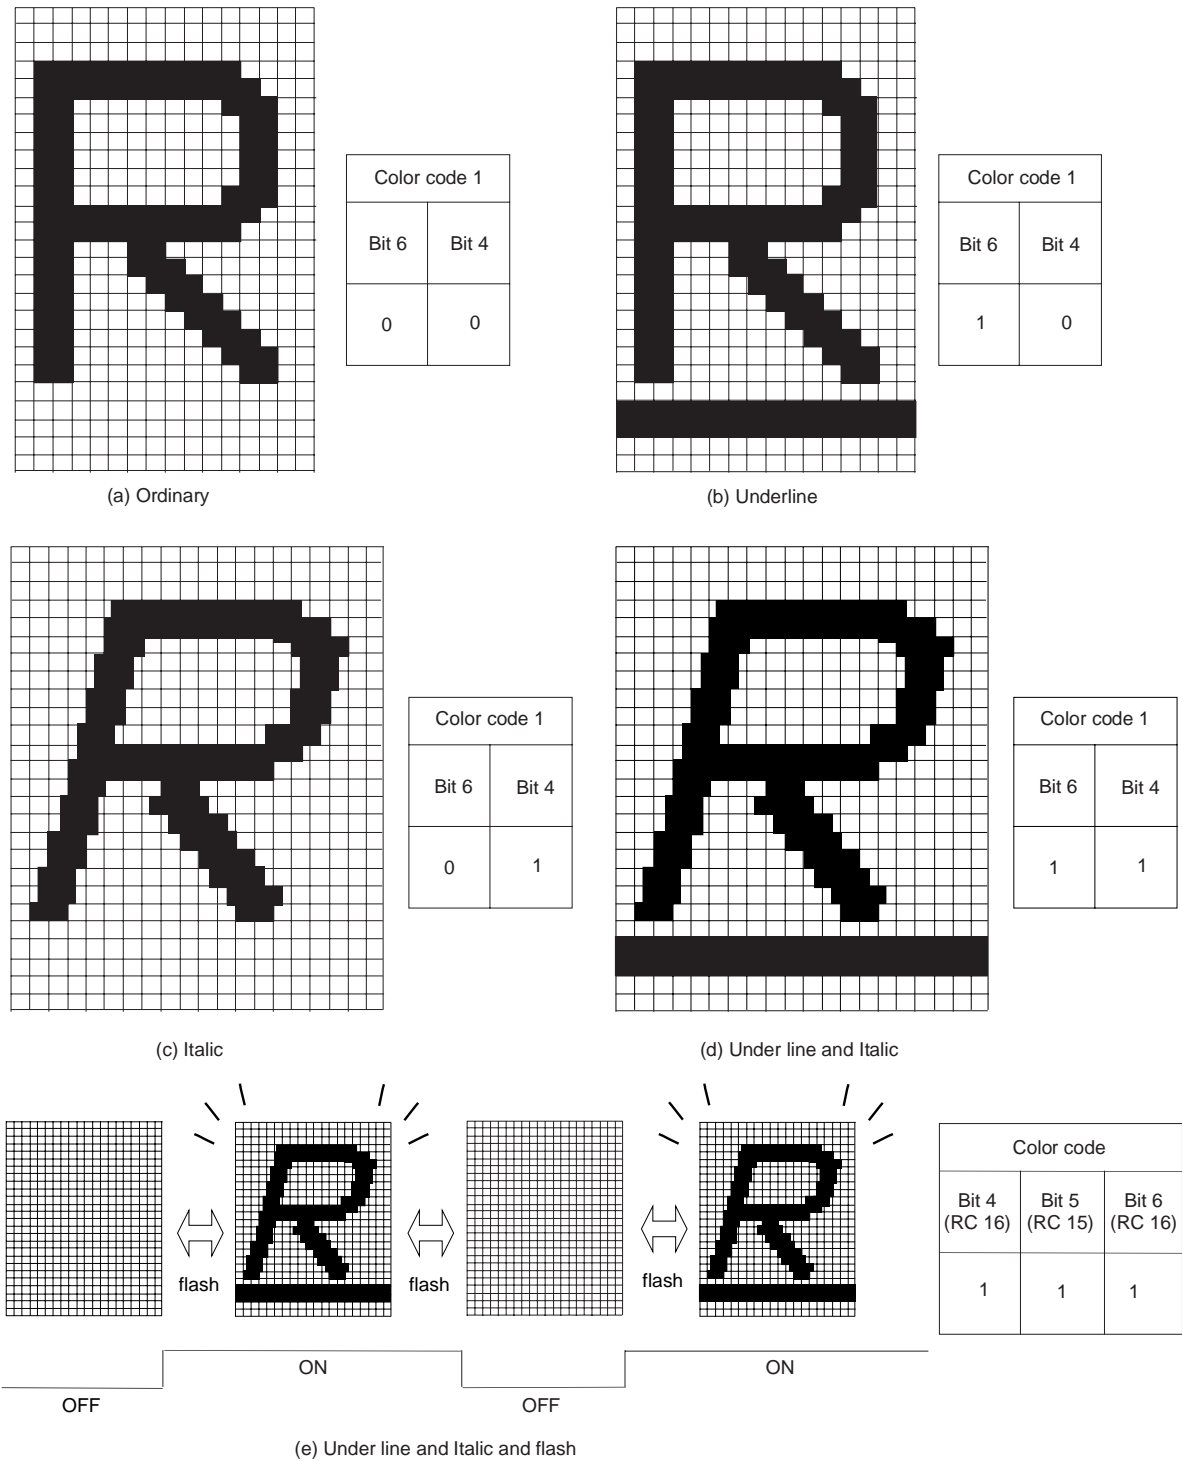 Color code 1
Bit 6 Bit 4
0 0
(a) Ordinary
Color code 1
Bit 6 Bit 4
1 0
(b) Underline
Color code 1
Bit 6 Bit 4
0 1
(c) Italic
Color code 1
Bit 6 Bit 4
1 1
(d) Under line and Italic
flash
flash
flash
Color code
Bit 4 Bit 5 Bit 6
(RC 16) (RC 15) (RC 16)
1 1 1
OFF
ON
OFF
ON
(e) Under line and Italic and flash